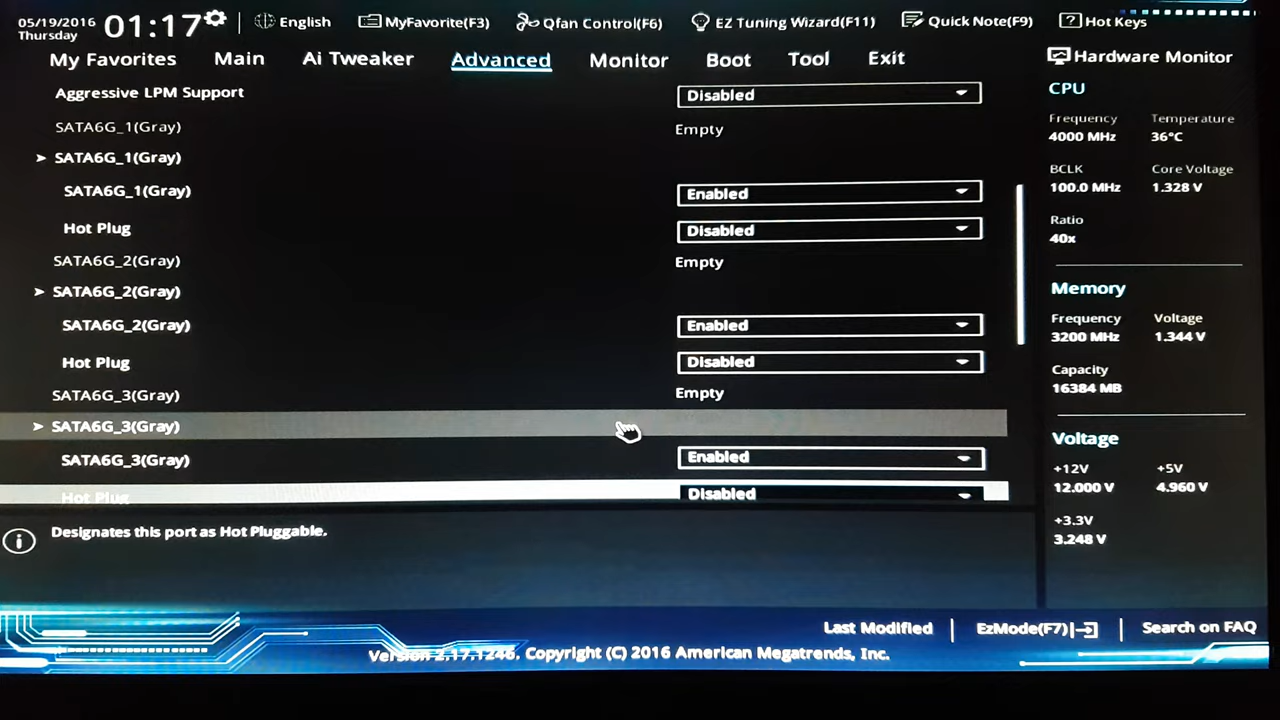 05/19/2016
Thursday
01:17
English
MyFavorite(F3)
Qfan Control(F6)
EZ Tuning Wizard(F11)
Quick Note(F9)
? Hot Keys
My Favorites
Main
Ai Tweaker
Advanced
Monitor
Boot
Tool
Exit
Hardware Monitor
Aggressive LPM Support
Disabled
SATA6G_1(Gray)
Empty
SATA6G_1(Gray)
SATA6G_1(Gray)
Enabled
Hot Plug
Disabled
SATA6G_2(Gray)
Empty
SATA6G_2(Gray)
SATA6G_2(Gray)
Enabled
Hot Plug
Disabled
SATA6G_3(Gray)
Empty
SATA6G_3(Gray)
SATA6G_3(Gray)
Enabled
Hot Plug
Disabled
CPU
Frequency
Temperature
4000 MHz
36°C
BCLK
Core Voltage
100.0 MHz
1.328 V
Ratio
40x
Memory
Frequency
Voltage
3200 MHz
1.344 V
Capacity
16384 MB
Voltage
+12V
+5V
12.000 V
4.960 V
+3.3V
3.248 V
Designates this port as Hot Pluggable.
Last Modified
EzMode(F7)
Search on FAQ
Version 2.17.1246. Copyright (C) 2016 American Megatrends, Inc.